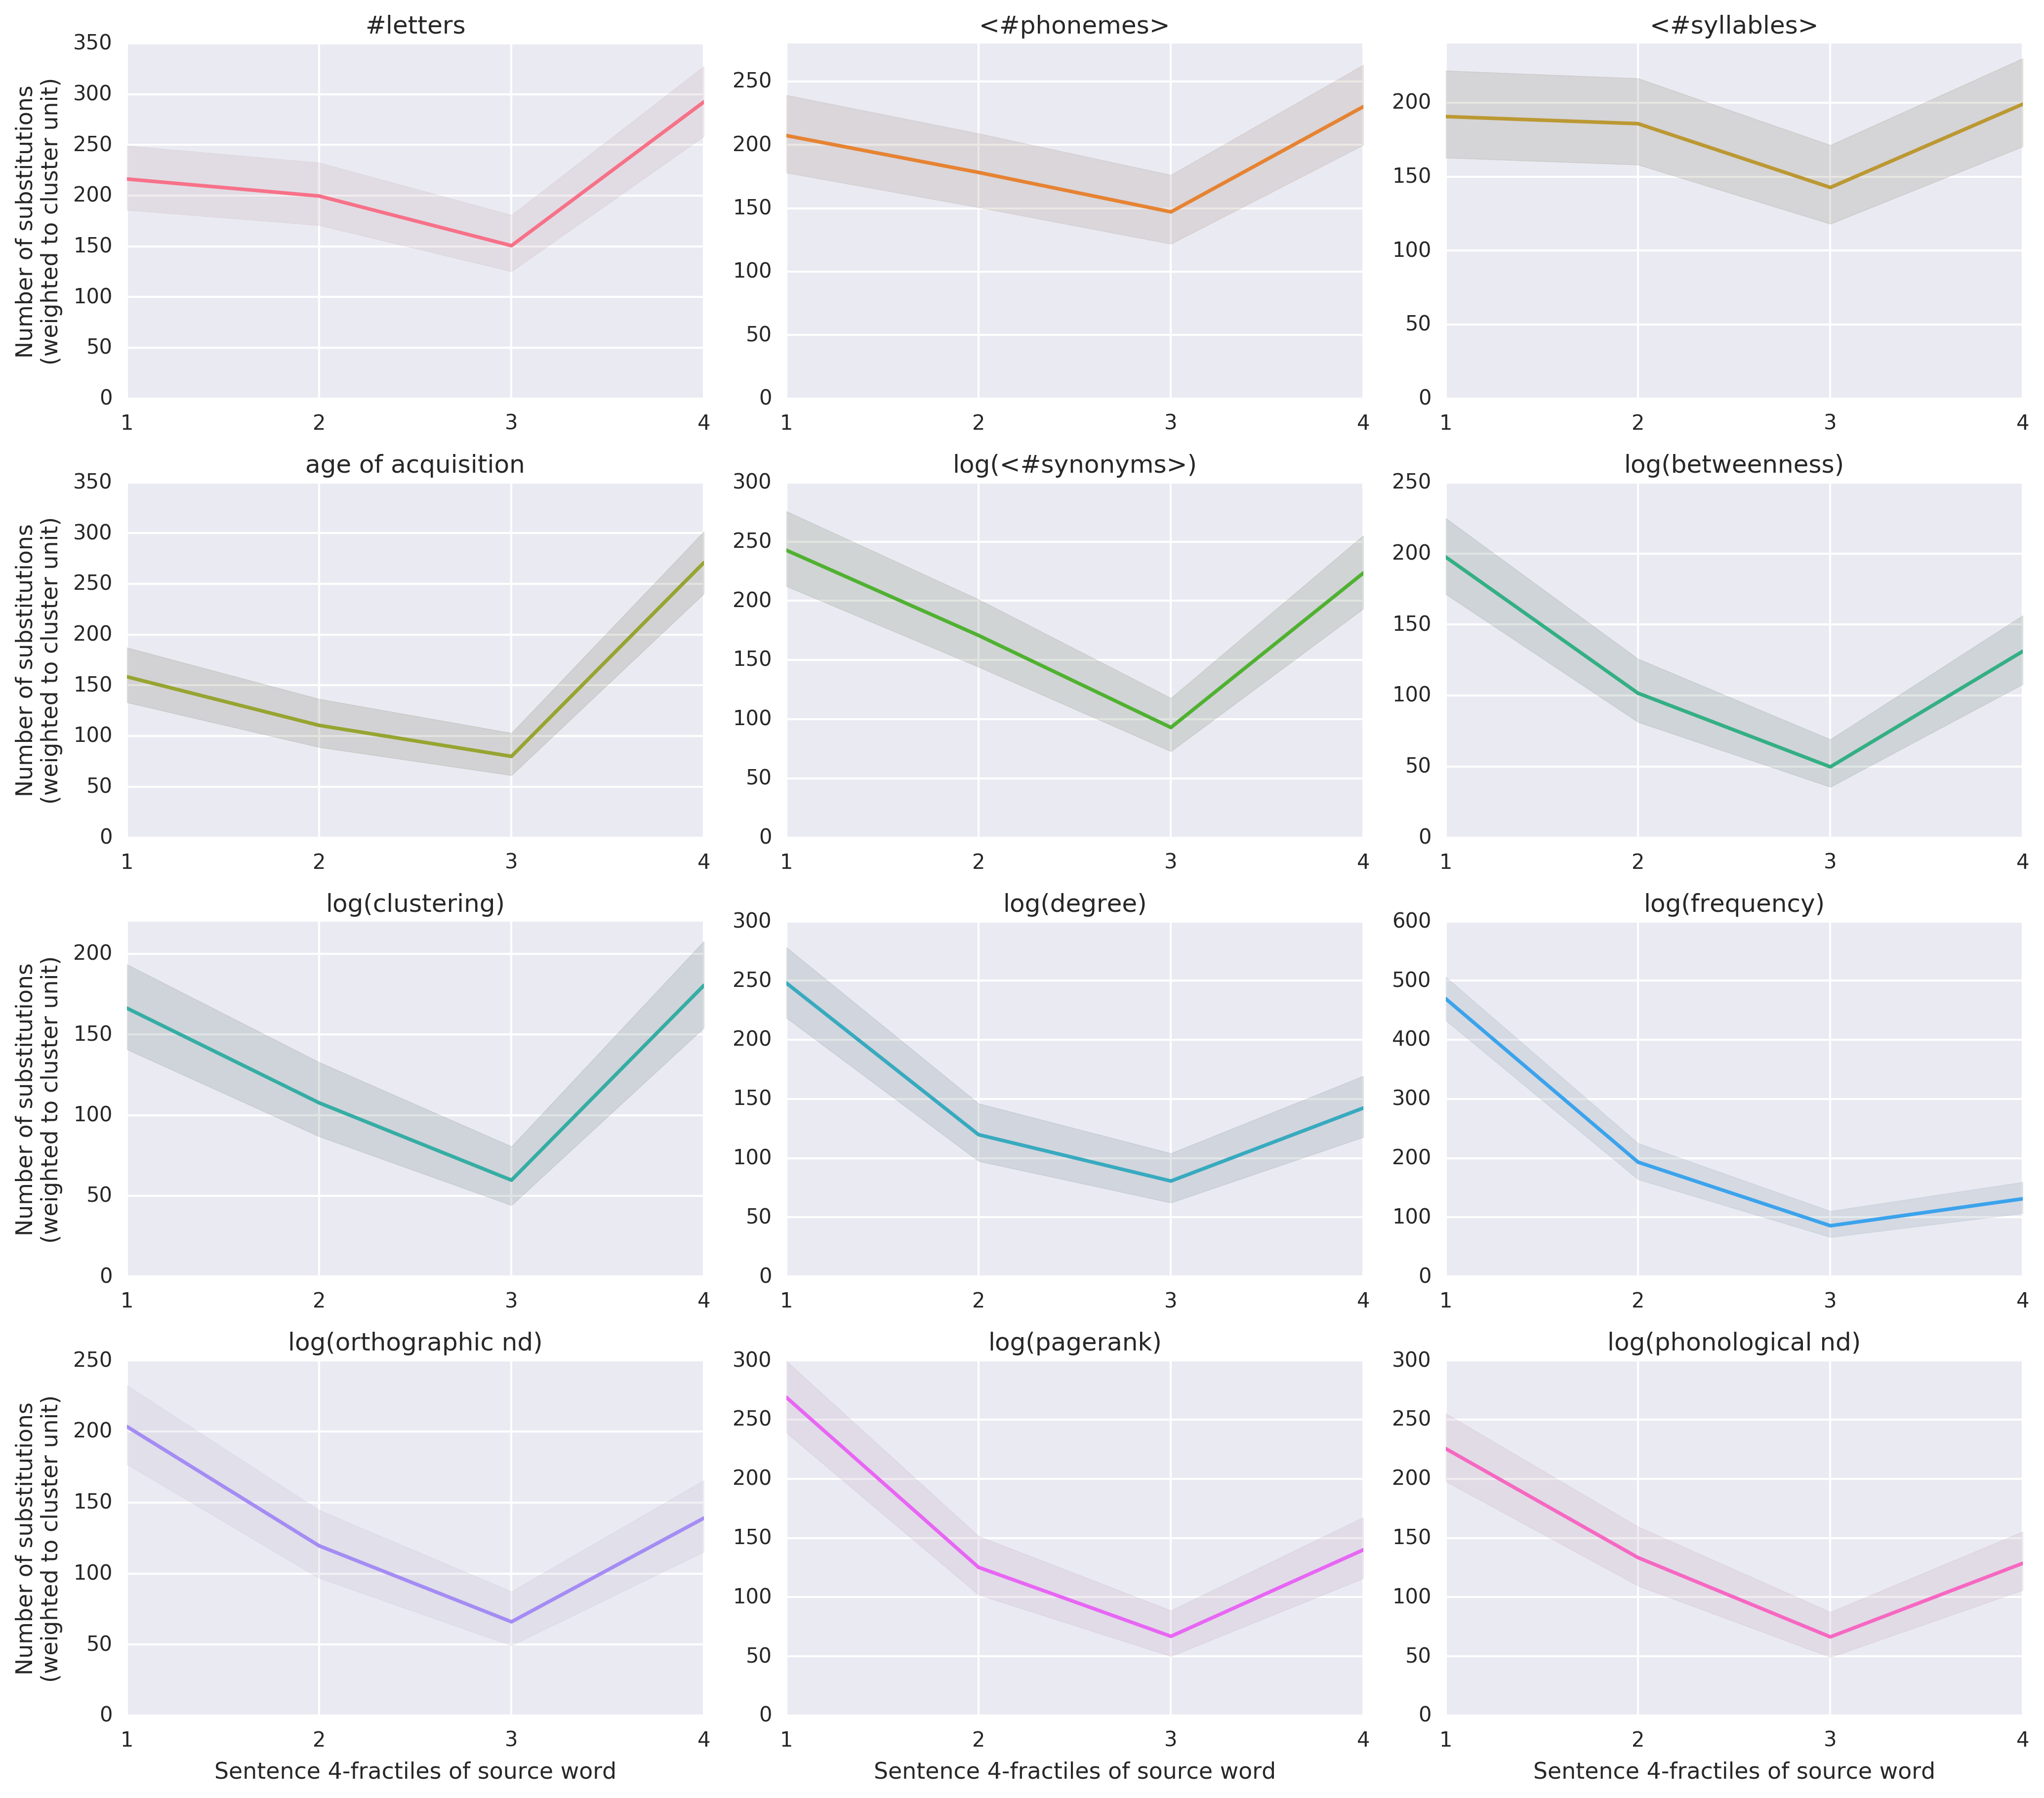 #letters
Number of substitutions
(weighted to cluster unit)
350
300
250
200
150
100
50
0
1 2 3 4
<#phonemes>
250
200
150
100
50
0
1 2 3 4
<#syllables>
200
150
100
50
0
1 2 3 4
age of acquisition
Number of substitutions
(weighted to cluster unit)
350
300
250
200
150
100
50
0
1 2 3 4
log(<#synonyms>)
300
250
200
150
100
50
0
1 2 3 4
log(betweenness)
250
200
150
100
50
0
1 2 3 4
log(clustering)
Number of substitutions
(weighted to cluster unit)
200
150
100
50
0
1 2 3 4
log(degree)
300
250
200
150
100
50
0
1 2 3 4
log(frequency)
600
500
400
300
200
100
0
1 2 3 4
log(orthographic nd)
Number of substitutions
(weighted to cluster unit)
250
200
150
100
50
0
1 2 3 4
Sentence 4-fractiles of source word
log(pagerank)
300
250
200
150
100
50
0
1 2 3 4
Sentence 4-fractiles of source word
log(phonological nd)
300
250
200
150
100
50
0
1 2 3 4
Sentence 4-fractiles of source word